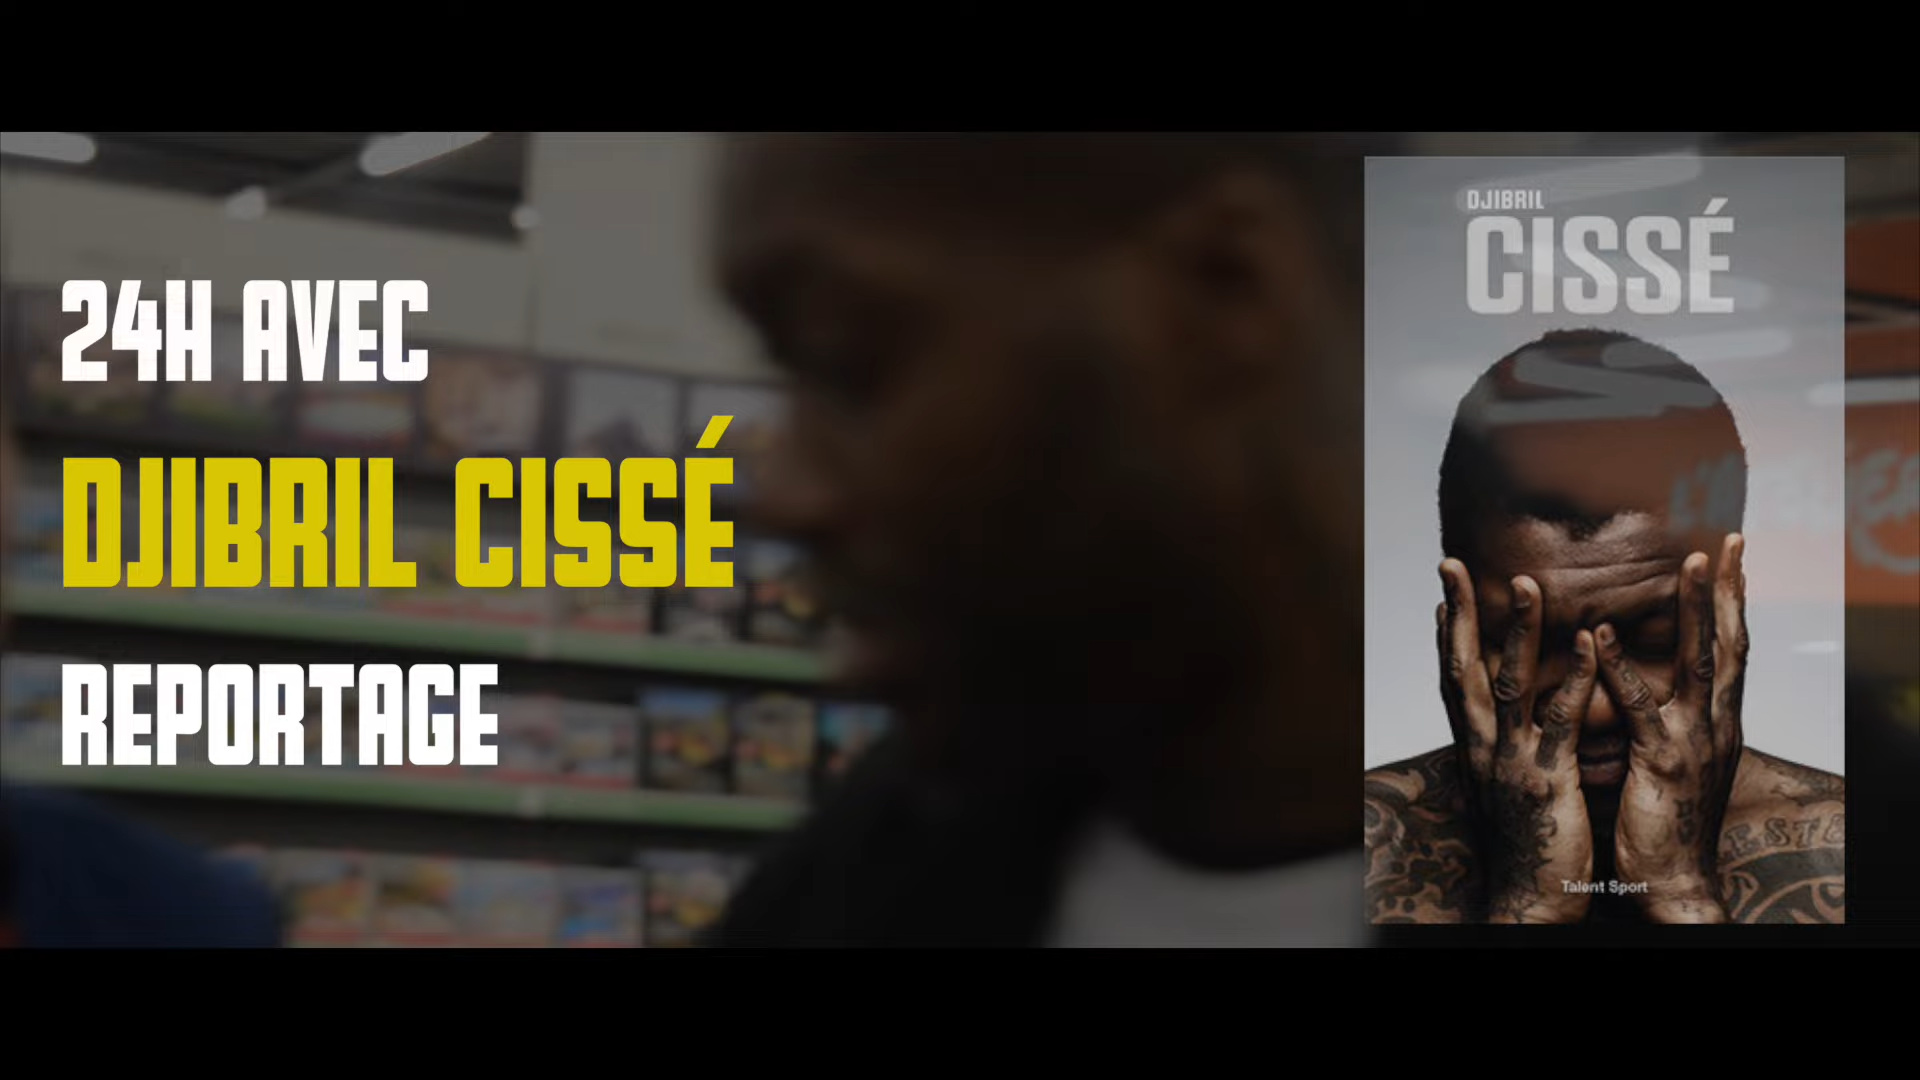 24H AVEC
DJIBRIL CISSÉ
REPORTAGE
DJIBRIL
CISSÉ
Talent Sport